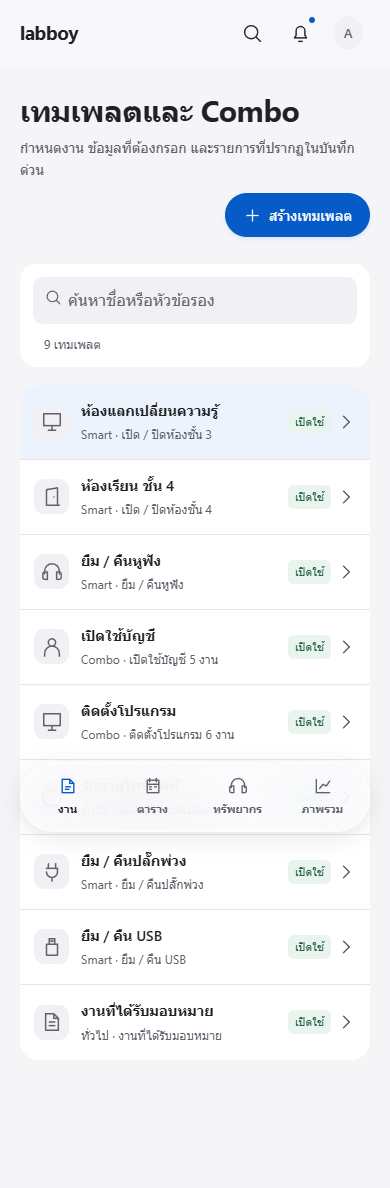 labboy
A
เทมเพลตและ Combo
กำหนดงาน ข้อมูลที่ต้องกรอก และรายการที่ปรากฏในบันทึก
ด่วน
สร้างเทมเพลต
ค้นหาชื่อหรือหัวข้อรอง
9 เทมเพลต
ห้องแลกเปลี่ยนความรู้
Smart · เปิด / ปิดห้องชั้น 3
เปิดใช้
ห้องเรียน ชั้น 4
Smart · เปิด / ปิดห้องชั้น 4
เปิดใช้
ยืม / คืนหูฟัง
Smart · ยืม / คืนหูฟัง
เปิดใช้
เปิดใช้บัญชี
Combo · เปิดใช้บัญชี 5 งาน
เปิดใช้
ติดตั้งโปรแกรม
Combo · ติดตั้งโปรแกรม 6 งาน
เปิดใช้
งาน
ตาราง
ทรัพยากร
ภาพรวม
ยืม / คืนปลั๊กพ่วง
Smart · ยืม / คืนปลั๊กพ่วง
เปิดใช้
ยืม / คืน USB
Smart · ยืม / คืน USB
เปิดใช้
งานที่ได้รับมอบหมาย
ทั่วไป · งานที่ได้รับมอบหมาย
เปิดใช้